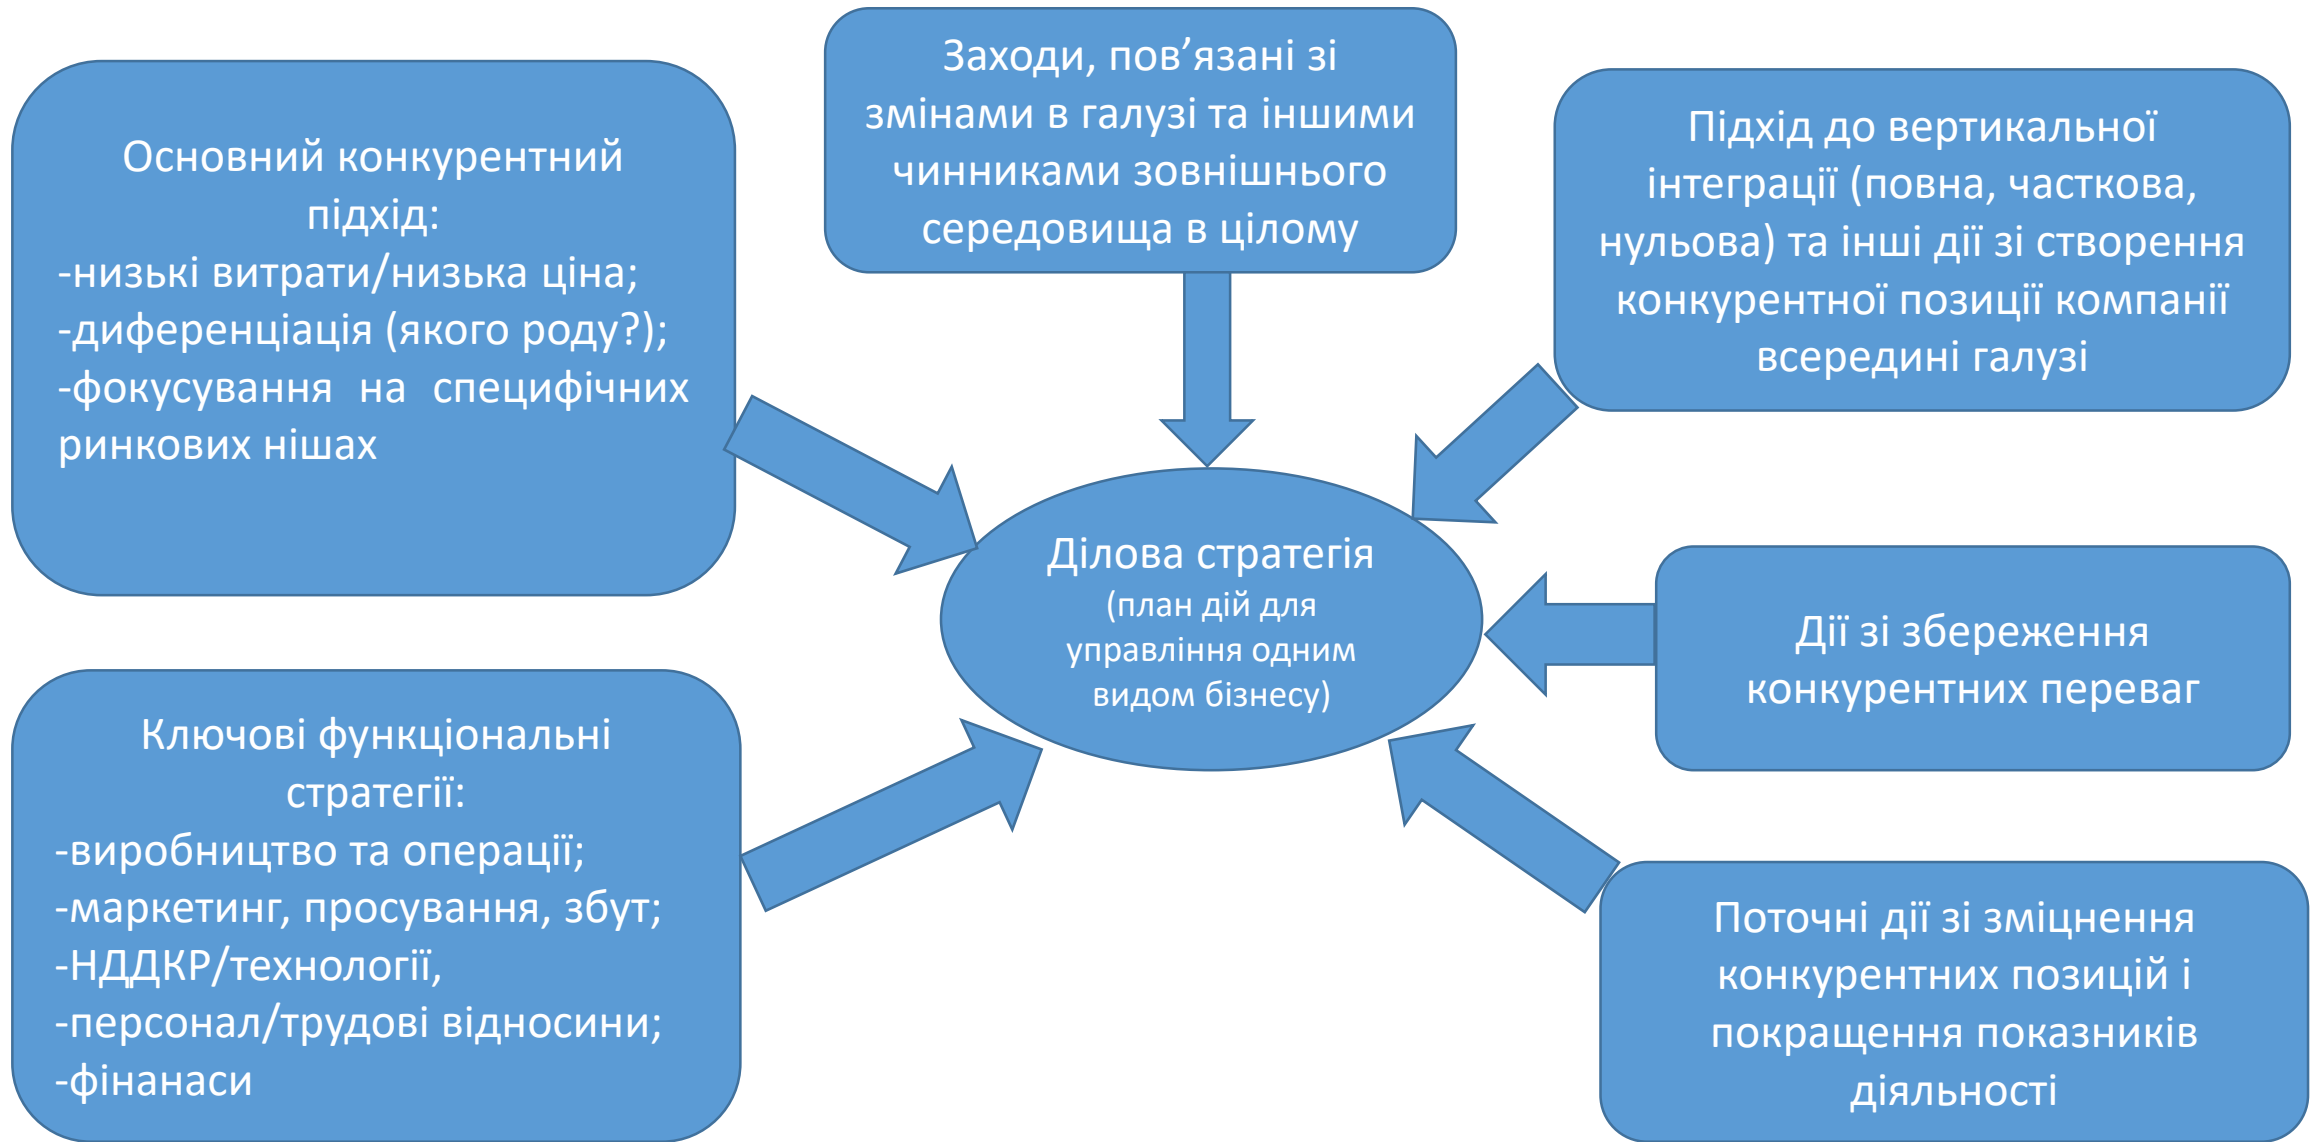 Основний конкурентний
підхід:
-низькі витрати/низька ціна;
-диференціація (якого роду?);
-фокусування на специфічних
ринкових нішах
Заходи, пов’язані зі
змінами в галузі та іншими
чинниками зовнішнього
середовища в цілому
Підхід до вертикальної
інтеграції (повна, часткова,
нульова) та інші дії зі створення
конкурентної позиції компанії
всередині галузі
Ділова стратегія
(план дій для
управління одним
видом бізнесу)
Дії зі збереження
конкурентних переваг
Ключові функціональні
стратегії:
-виробництво та операції;
-маркетинг, просування, збут;
-НДДКР/технології,
-персонал/трудові відносини;
-фінанаси
Поточні дії зі зміцнення
конкурентних позицій і
покращення показників
діяльності